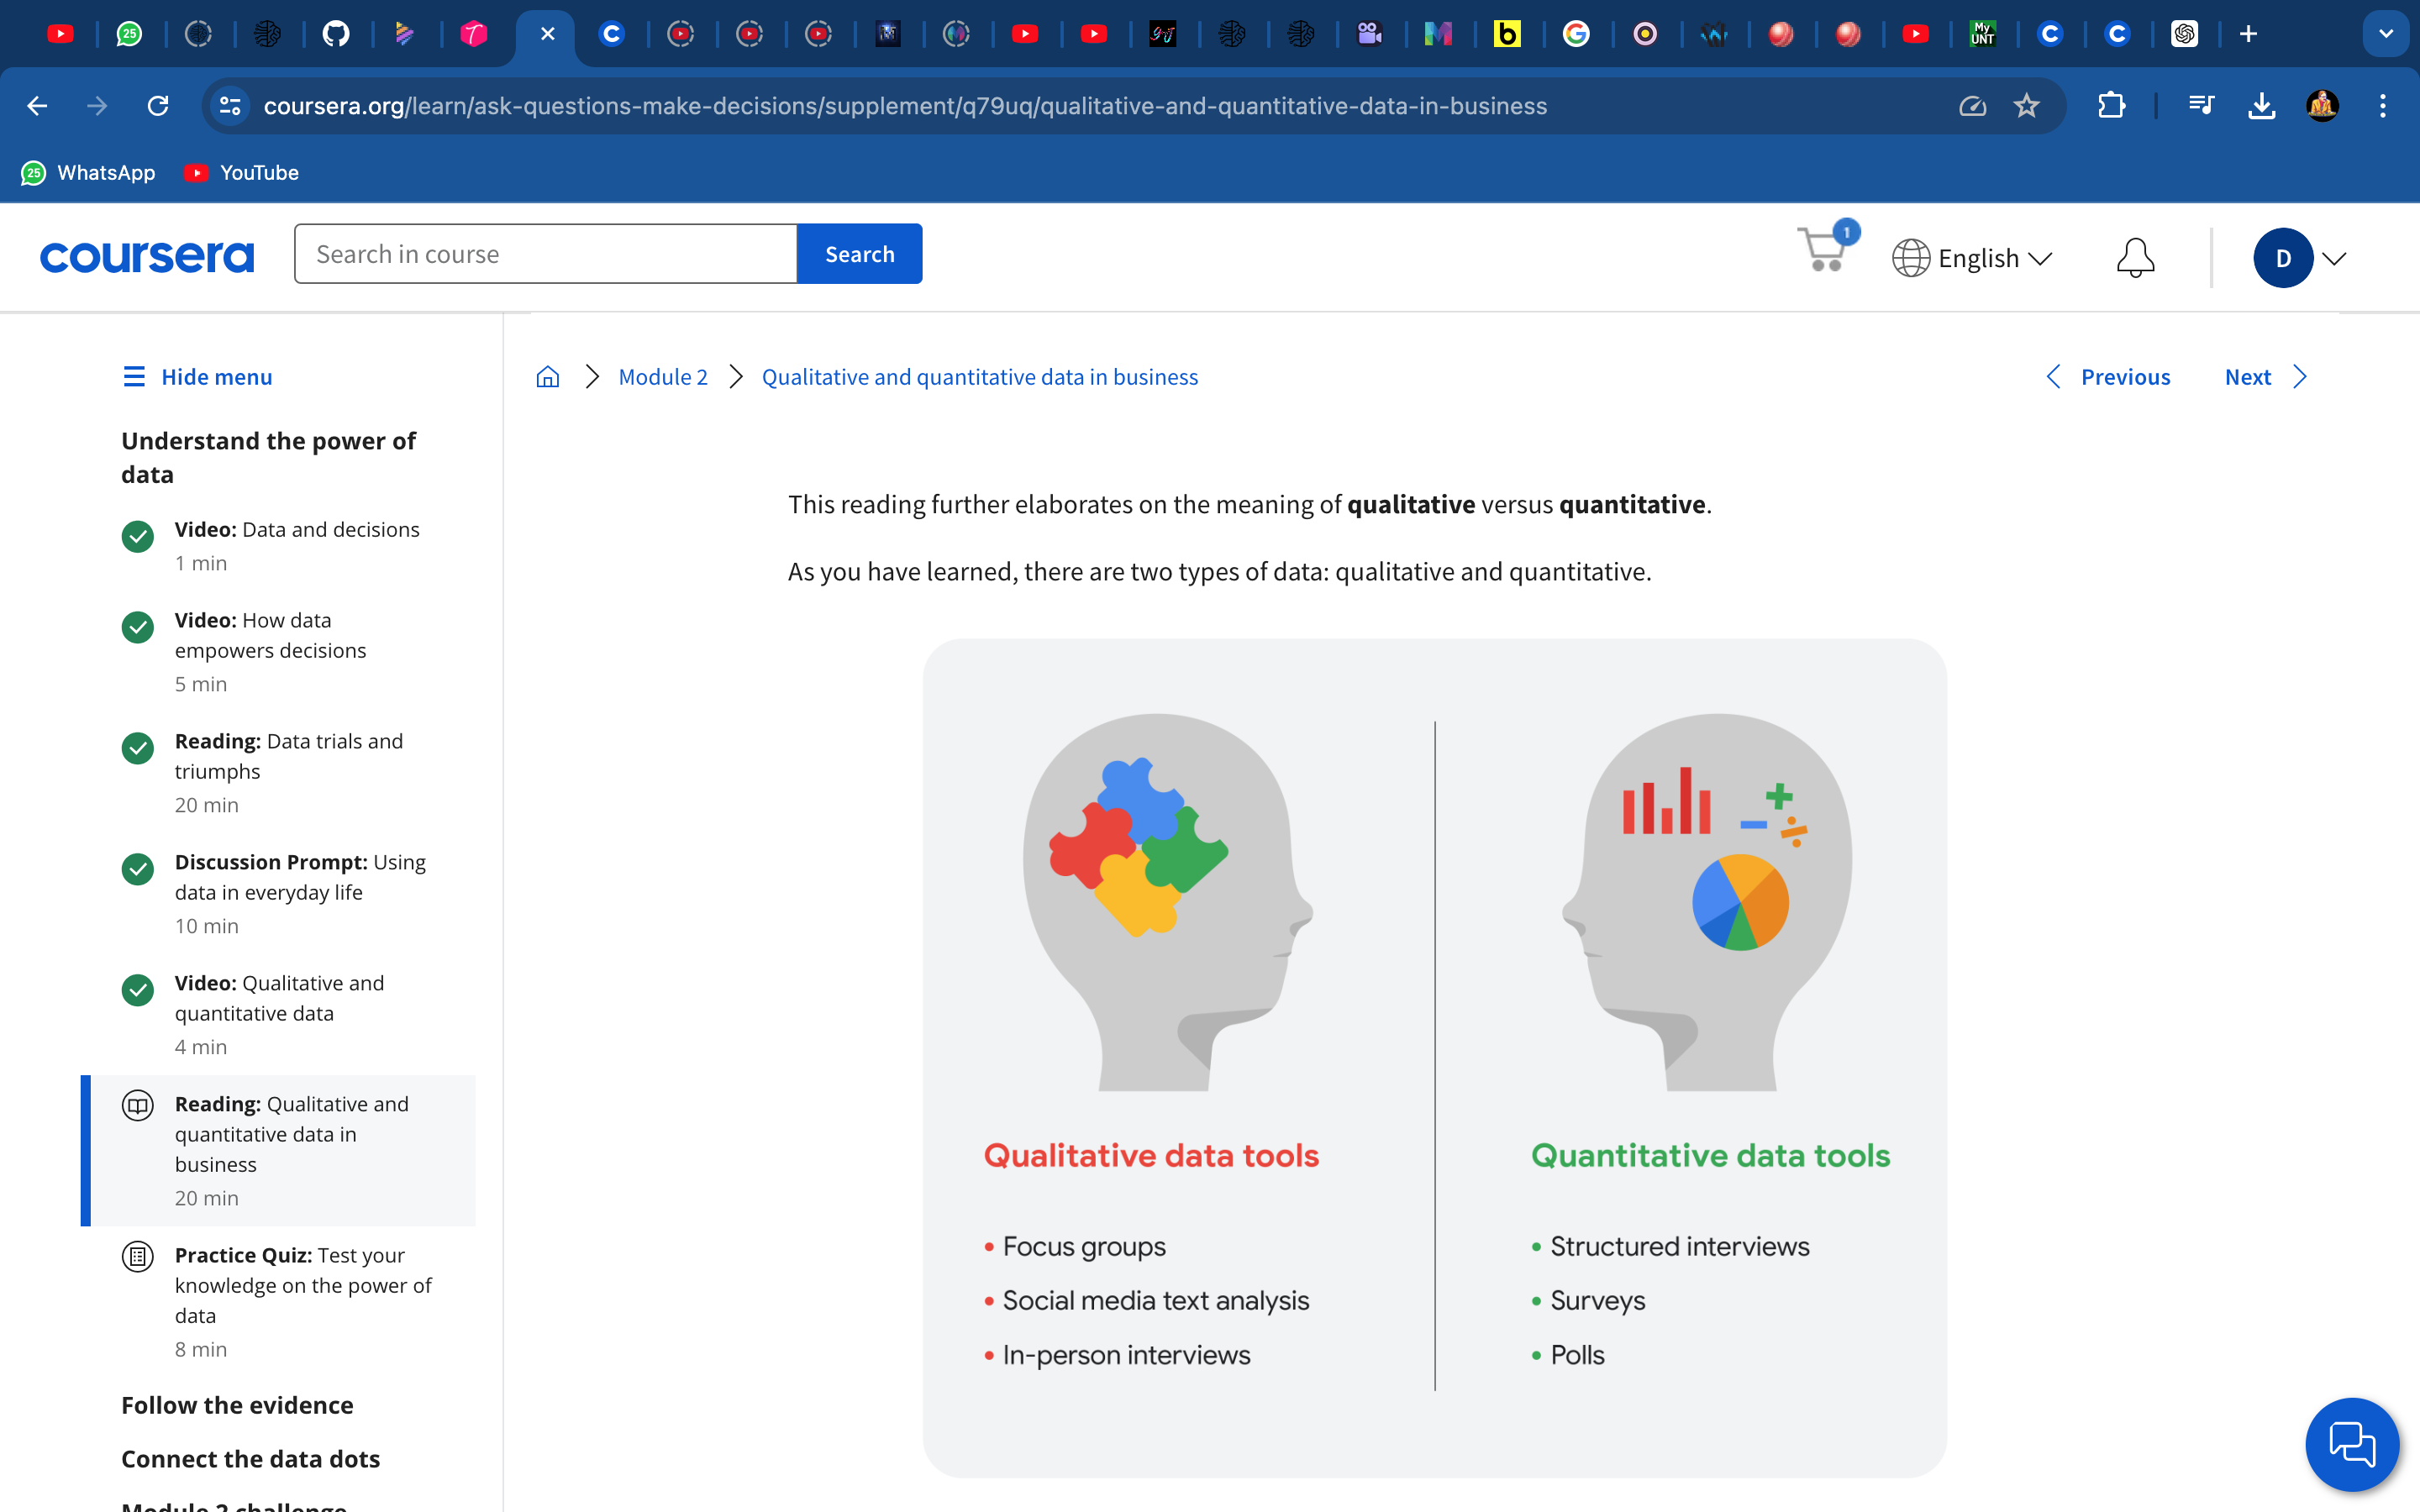 25
My
UNT
coursera.org/learn/ask-questions-make-decisions/supplement/q79uq/qualitative-and-quantitative-data-in-business
25 WhatsApp YouTube
coursera Search in course Search 1 English D
Hide menu
Module 2 Qualitative and quantitative data in business Previous Next
Understand the power of
data
Video: Data and decisions
1 min
Video: How data
empowers decisions
5 min
Reading: Data trials and
triumphs
20 min
Discussion Prompt: Using
data in everyday life
10 min
Video: Qualitative and
quantitative data
4 min
Reading: Qualitative and
quantitative data in
business
20 min
Practice Quiz: Test your
knowledge on the power of
data
8 min
Follow the evidence
Connect the data dots
Module 2 challenge
This reading further elaborates on the meaning of qualitative versus quantitative.
As you have learned, there are two types of data: qualitative and quantitative.
Qualitative data tools
• Focus groups
• Social media text analysis
• In-person interviews
Quantitative data tools
• Structured interviews
• Surveys
• Polls